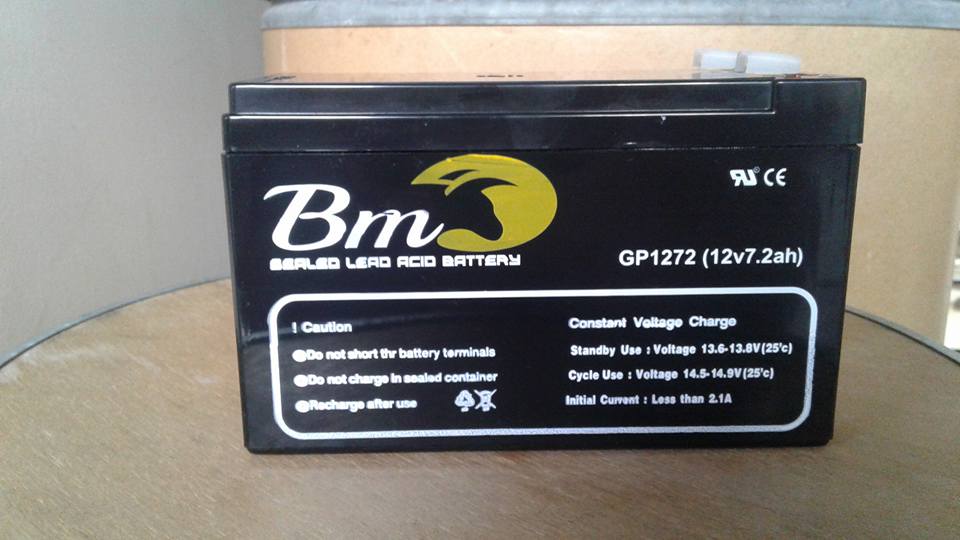 Bm
SEALED LEAD ACID BATTERY
GP1272 (12v7.2ah)
! Caution
Do not short thr battery terminals
Do not charge in sealed container
Recharge after use
Constant Voltage Charge
Standby Use : Voltage 13.6-13.8V(25'c)
Cycle Use : Voltage 14.5-14.9V(25'c)
Initial Current : Less than 2.1A